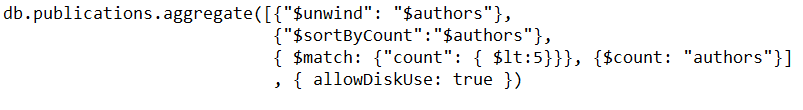 db.publications.aggregate([{"$unwind": "$authors"},
{"$sortByCount":"$authors"},
{ $match: {"count": { $lt:5}}}, {$count: "authors"}]
, { allowDiskUse: true })